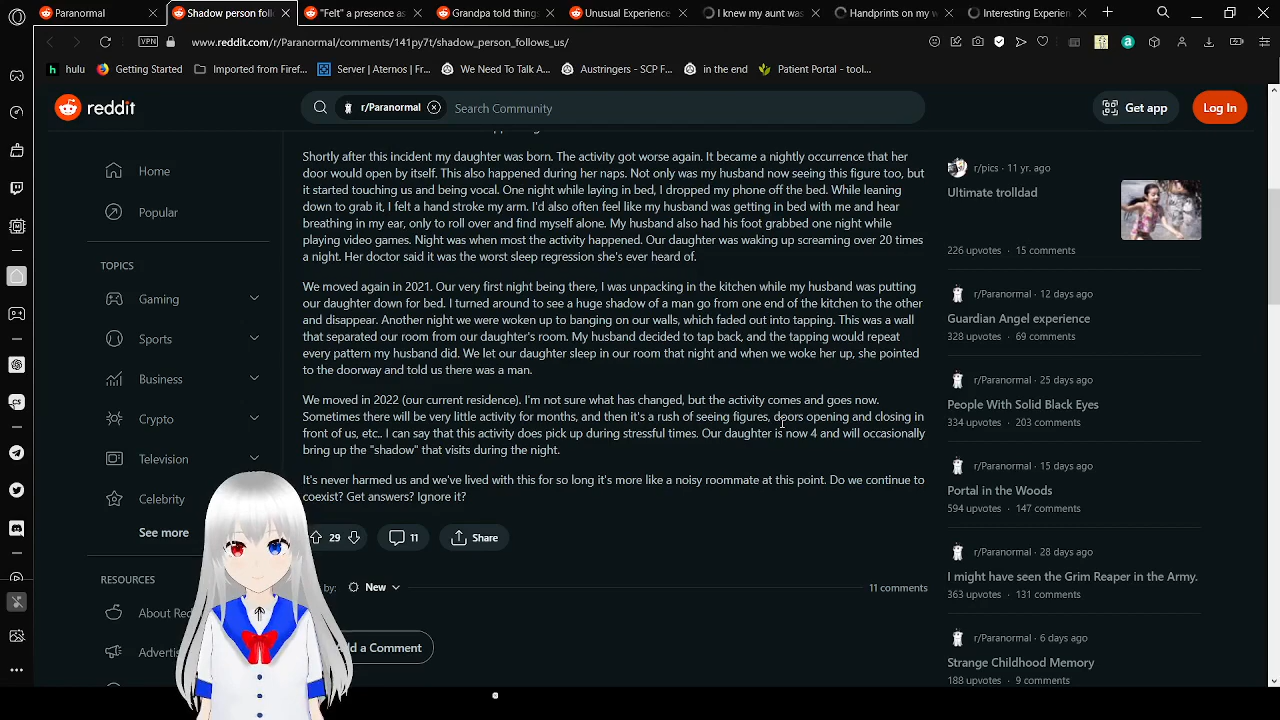 Paranormal
Shadow person foll
"Felt" a presence as
Grandpa told things
Unusual Experience
I knew my aunt was
Handprints on my w
Interesting Experien
VPN
www.reddit.com/r/Paranormal/comments/141py7t/shadow_person_follows_us/
hulu
Getting Started
Imported from Firef...
Server | Aternos | Fr...
We Need To Talk A...
Austringers - SCP F...
in the end
Patient Portal - tool...
reddit
r/Paranormal
Search Community
Get app
Log In
Home
Popular
TOPICS
Gaming
Sports
Business
Crypto
Television
Celebrity
See more
RESOURCES
About Red
Advertis
Shortly after this incident my daughter was born. The activity got worse again. It became a nightly occurrence that her
door would open by itself. This also happened during her naps. Not only was my husband now seeing this figure too, but
it started touching us and being vocal. One night while laying in bed, I dropped my phone off the bed. While leaning
down to grab it, I felt a hand stroke my arm. I'd also often feel like my husband was getting in bed with me and hear
breathing in my ear, only to roll over and find myself alone. My husband also had his foot grabbed one night while
playing video games. Night was when most the activity happened. Our daughter was waking up screaming over 20 times
a night. Her doctor said it was the worst sleep regression she's ever heard of.
We moved again in 2021. Our very first night being there, I was unpacking in the kitchen while my husband was putting
our daughter down for bed. I turned around to see a huge shadow of a man go from one end of the kitchen to the other
and disappear. Another night we were woken up to banging on our walls, which faded out into tapping. This was a wall
that separated our room from our daughter's room. My husband decided to tap back, and the tapping would repeat
every pattern my husband did. We let our daughter sleep in our room that night and when we woke her up, she pointed
to the doorway and told us there was a man.
We moved in 2022 (our current residence). I'm not sure what has changed, but the activity comes and goes now.
Sometimes there will be very little activity for months, and then it's a rush of seeing figures, doors opening and closing in
front of us, etc.. I can say that this activity does pick up during stressful times. Our daughter is now 4 and will occasionally
bring up the "shadow" that visits during the night.
It's never harmed us and we've lived with this for so long it's more like a noisy roommate at this point. Do we continue to
coexist? Get answers? Ignore it?
29
11
Share
by:
New
11 comments
d a Comment
r/pics • 11 yr. ago
Ultimate trolldad
226 upvotes • 15 comments
r/Paranormal • 12 days ago
Guardian Angel experience
328 upvotes • 69 comments
r/Paranormal • 25 days ago
People With Solid Black Eyes
334 upvotes • 203 comments
r/Paranormal • 15 days ago
Portal in the Woods
594 upvotes • 147 comments
r/Paranormal • 28 days ago
I might have seen the Grim Reaper in the Army.
363 upvotes • 131 comments
r/Paranormal • 6 days ago
Strange Childhood Memory
188 upvotes • 9 comments